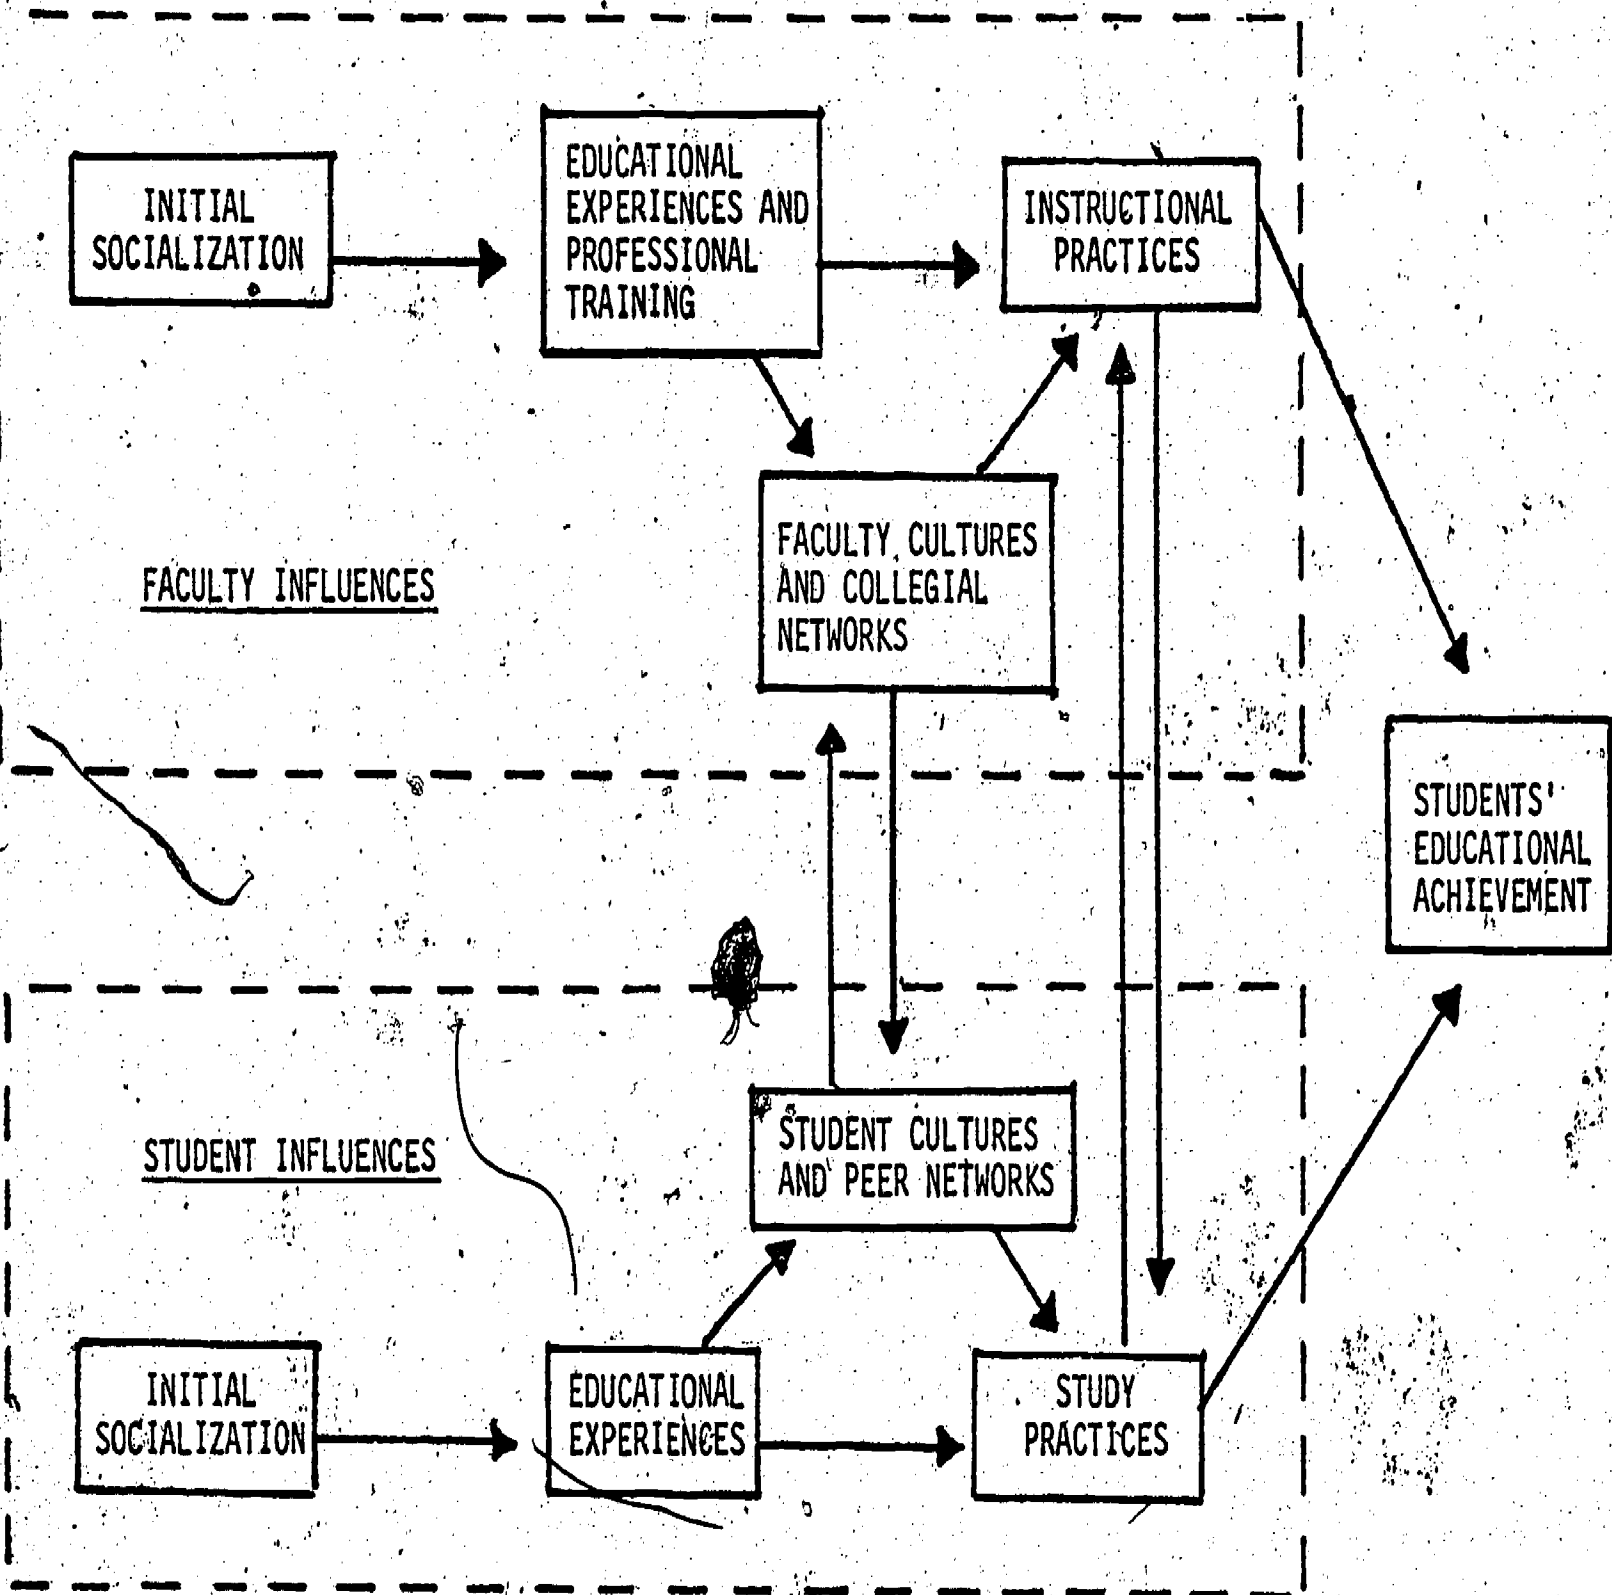 INITIAL
SOCIALIZATION
EDUCATIONAL
EXPERIENCES AND
PROFESSIONAL
TRAINING
INSTRUCTIONAL
PRACTICES
FACULTY CULTURES
AND COLLEGIAL
NETWORKS
FACULTY INFLUENCES
STUDENTS'
EDUCATIONAL
ACHIEVEMENT
STUDENT INFLUENCES
STUDENT CULTURES
AND PEER NETWORKS
INITIAL
SOCIALIZATION
EDUCATIONAL
EXPERIENCES
STUDY
PRACTICES